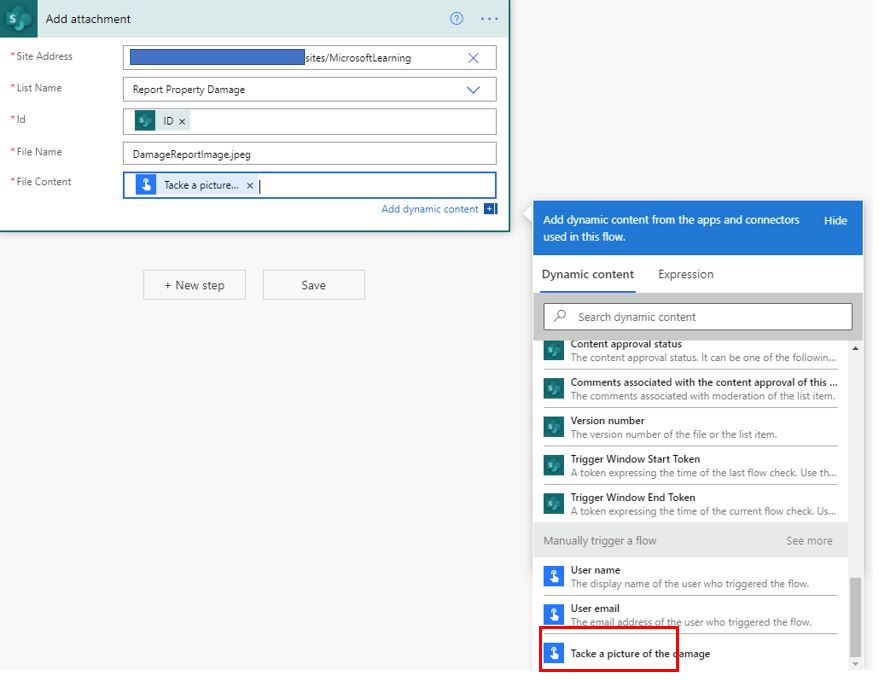 Add attachment
? ...
* Site Address
sites/MicrosoftLearning
* List Name
Report Property Damage
* Id
ID ×
* File Name
DamageReportImage.jpeg
* File Content
Tacke a picture... ×
Add dynamic content
+ New step
Save
Add dynamic content from the apps and connectors
used in this flow.
Hide
Dynamic content
Expression
Search dynamic content
Content approval status
The content approval status. It can be one of the followin...
Comments associated with the content approval of this ...
The comments associated with moderation of the list item.
Version number
The version number of the file or the list item.
Trigger Window Start Token
A token expressing the time of the last flow check. Use th...
Trigger Window End Token
A token expressing the time of the current flow check. Us...
Manually trigger a flow
See more
User name
The display name of the user who triggered the flow.
User email
The email address of the user who triggered the flow.
Tacke a picture of the damage